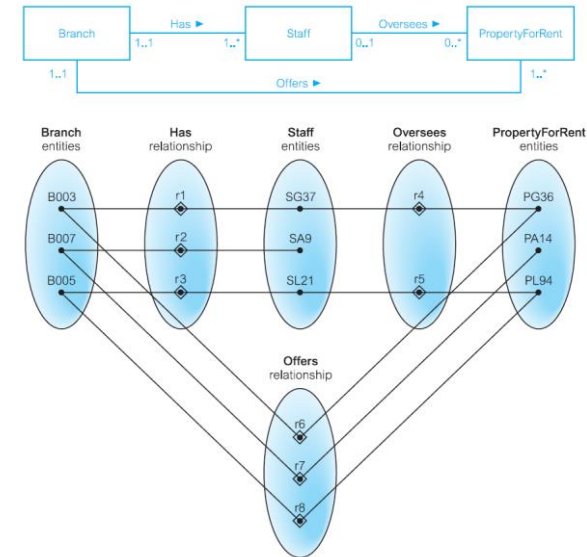 Has ►
Oversees ►
Branch
Staff
PropertyForRent
1..1
1..*
0..1
0..*
1..1
1..*
Offers ►
Branch
entities
Has
relationship
Staff
entities
Oversees
relationship
PropertyForRent
entities
B003
r1
SG37
r4
PG36
B007
r2
SA9
PA14
B005
r3
SL21
r5
PL94
Offers
relationship
r6
r7
r8